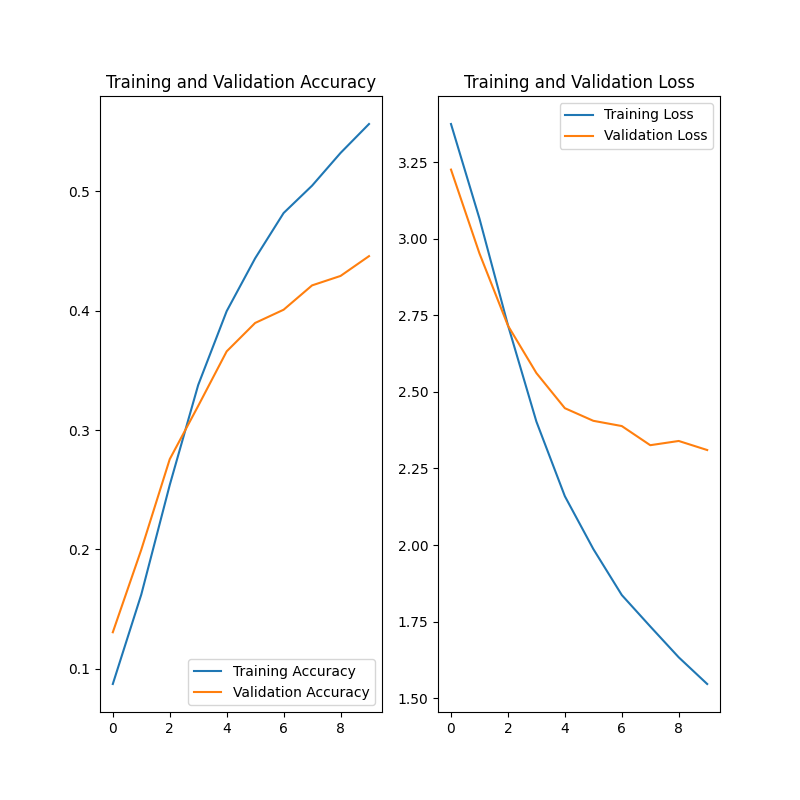 Training and Validation Accuracy
0.5
0.4
0.3
0.2
0.1
Training Accuracy
Validation Accuracy
0 2 4 6 8
Training and Validation Loss
Training Loss
Validation Loss
3.25
3.00
2.75
2.50
2.25
2.00
1.75
1.50
0 2 4 6 8